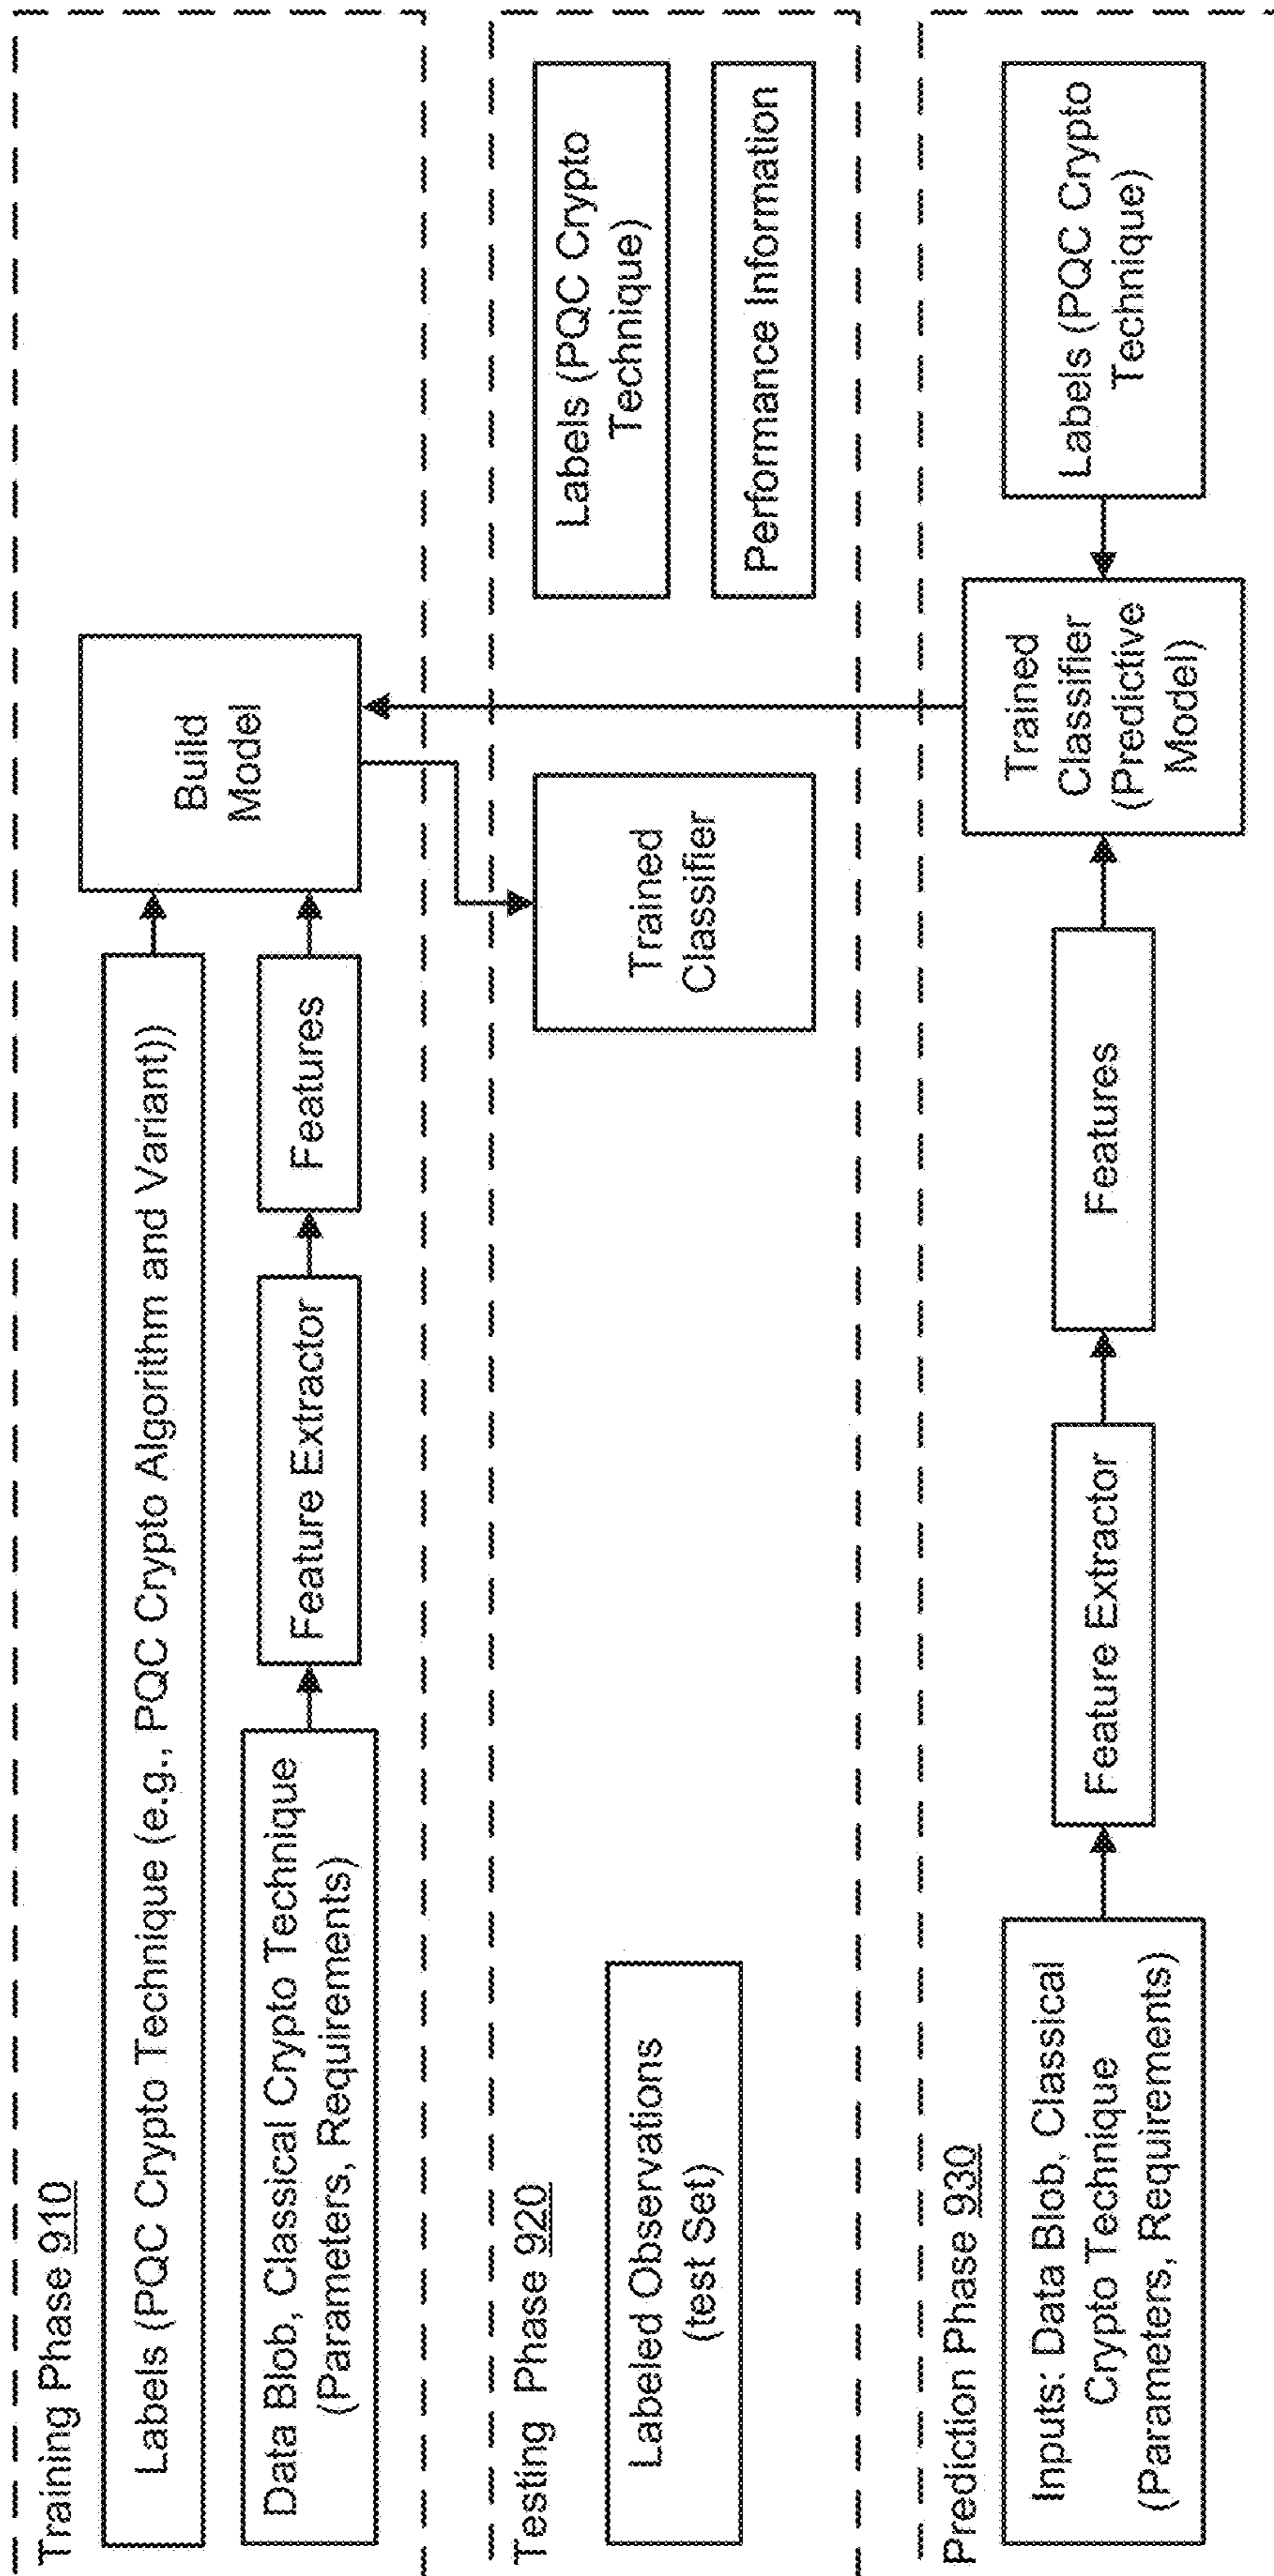 Training Phase 910
Labels (PQC Crypto Technique (e.g., PQC Crypto Algorithm and Variant))
Data Blob, Classical Crypto Technique
(Parameters, Requirements)
Feature Extractor
Features
Build
Model
Testing Phase 920
Labeled Observations
(test Set)
Trained
Classifier
Labels (PQC Crypto
Technique)
Performance Information
Prediction Phase 930
Inputs: Data Blob, Classical
Crypto Technique
(Parameters, Requirements)
Feature Extractor
Features
Trained
Classifier
(Predictive
Model)
Labels (PQC Crypto
Technique)